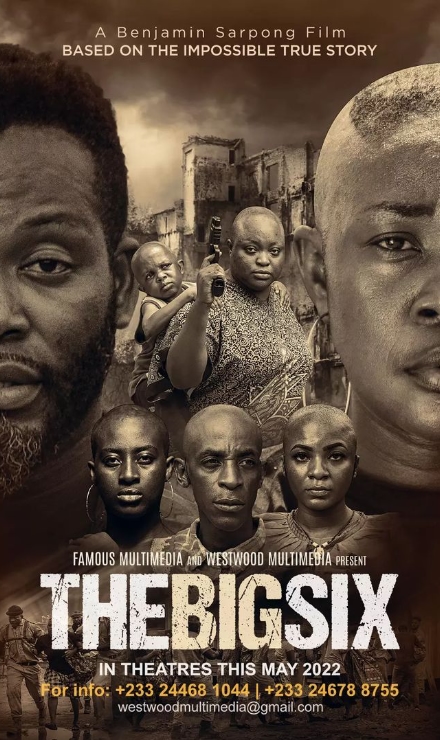 A Benjamin Sarpong Film
BASED ON THE IMPOSSIBLE TRUE STORY
FAMOUS MULTIMEDIA AND WESTWOOD MULTIMEDIA PRESENT
THEBIGSIX
IN THEATRES THIS MAY 2022
For info: +233 24468 1044 | +233 24678 8755
westwoodmultimedia@gmail.com